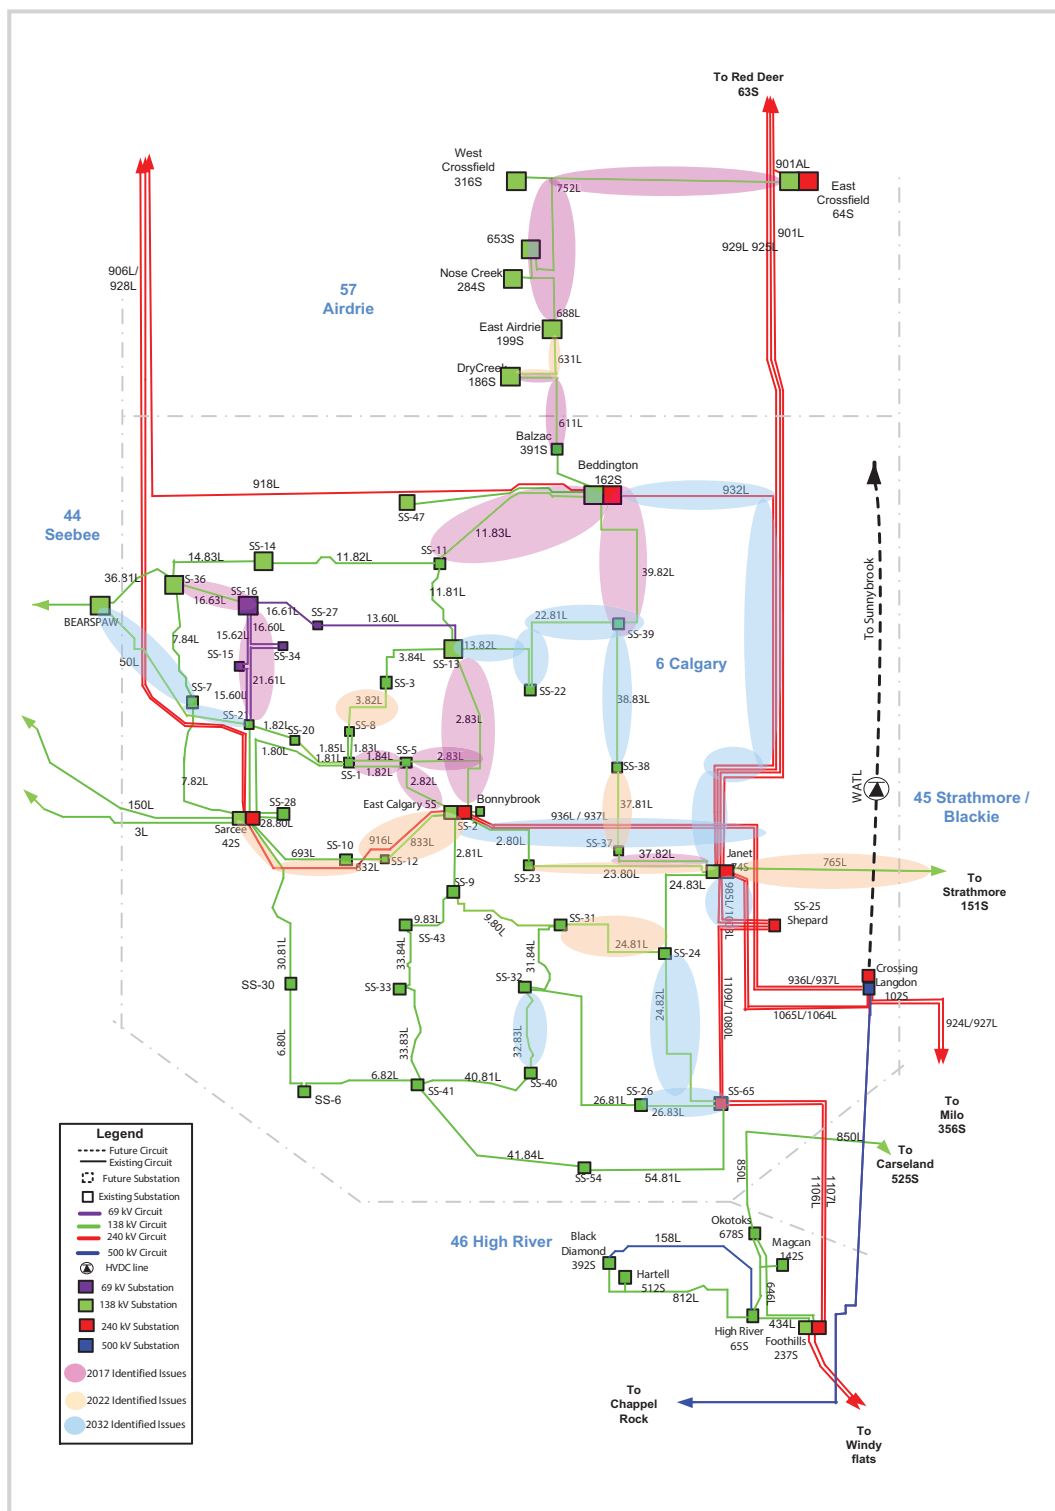 To Red Deer
63S
West
Crossfield
316S
752L
901AL
East
Crossfield
64S
901L
929L 925L
653S
Nose Creek
284S
906L/
928L
57
Airdrie
688L
East Airdrie
199S
631L
DryCreek
186S
611L
Balzac
391S
Beddington
162S
918L
932L
SS-47
44
Seebee
11.83L
SS-14
14.83L
11.82L
SS-11
39.82L
36.81L
S-36
SS-16
16.63L
16.61L
11.81L
BEARSPAW
SS-27
13.60L
16.60L
15.62L
22.81L
SS-39
7.84L
SS-34
SS-15
13.82L
3.84L
SS-13
50L
21.61L
6 Calgary
SS-3
SS-22
SS-7
15.60L
3.82L
38.83L
SS-21
1.82L
SS-20
SS-8
2.83L
1.85L
1.83L
1.80L
1.81L
1.84L
SS-5
2.83L
SS-1
1.82L
SS-38
2.82L
7.82L
To Sunnybrook
WATL
45 Strathmore /
Blackie
150L
3L
SS-28
28.80L
Sarcee
42S
East Calgary 5S
Bonnybrook
SS-2
37.81L
936L / 937L
916L
833L
2.80L
693L
SS-10
832L
SS-12
2.81L
SS-37
37.82L
Janet
74S
765L
SS-23
23.80L
24.83L
To
Strathmore
151S
SS-9
985L/1003L
SS-25
Shepard
9.83L
SS-43
9.80L
SS-31
24.81L
SS-24
30.81L
33.84L
31.84L
SS-30
SS-33
SS-32
24.82L
1109L/1080L
936L/937L
Crossing
Langdon
102S
1065L/1064L
924L/927L
6.80L
33.83L
32.83L
6.82L
40.81L
SS-6
SS-41
SS-40
SS-26
SS-65
26.81L
26.83L
To
Milo
356S
850L
To
Carseland
525S
41.84L
SS-54
54.81L
850L
1106L
1107L
Legend
Future Circuit
Existing Circuit
Future Substation
Existing Substation
69 kV Circuit
138 kV Circuit
240 kV Circuit
500 kV Circuit
HVDC line
69 kV Substation
138 kV Substation
240 kV Substation
500 kV Substation
2017 Identified Issues
2022 Identified Issues
2032 Identified Issues
46 High River
Okotoks
678S
Black
Diamond
392S
158L
Magcan
142S
Hartell
512S
646L
812L
High River
65S
434L
Foothills
237S
To
Chappel
Rock
To
Windy
flats